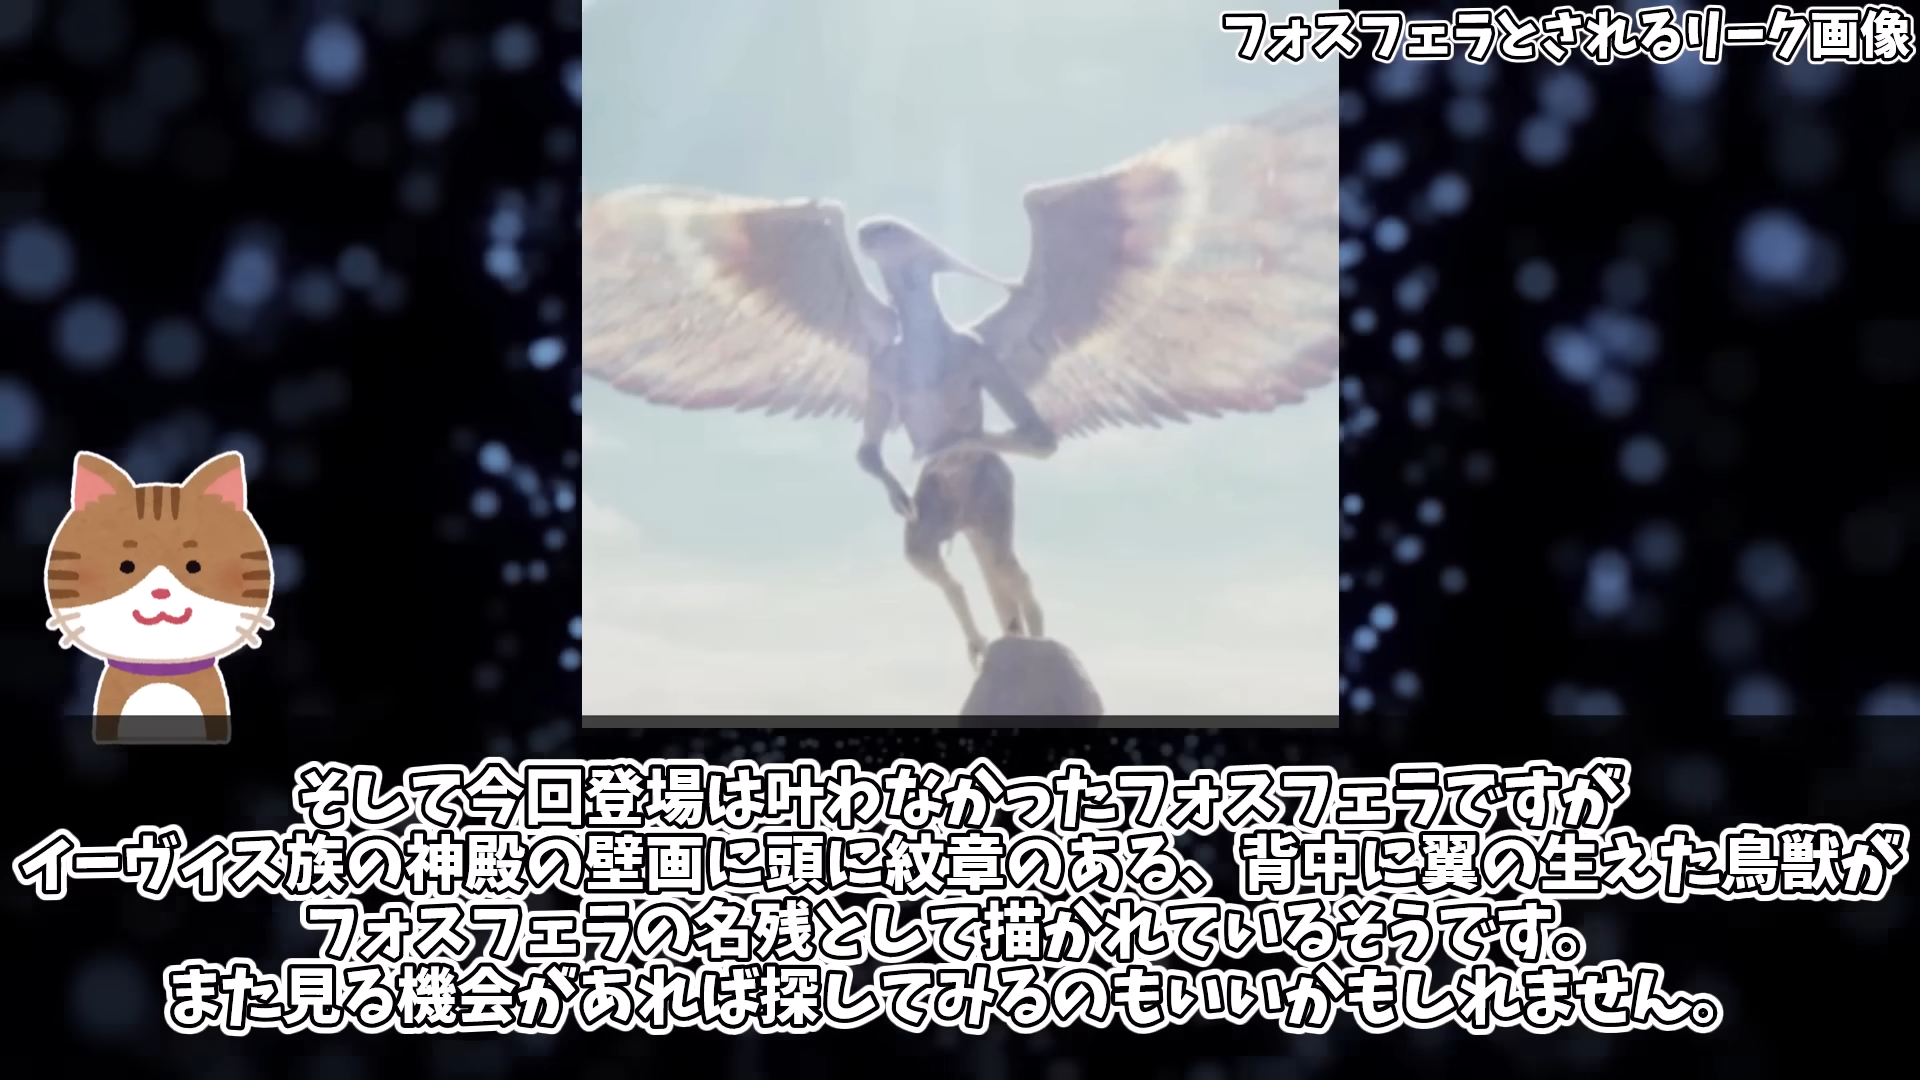 フォスフェラとされるリーク画像
そして今回登場は叶わなかったフォスフェラですが
イーヴィス族の神殿の壁画に頭に紋章のある、背中に翼の生えた鳥獣が
フォスフェラの名残として描かれているそうです。
また見る機会があれば探してみるのもいいかもしれません。